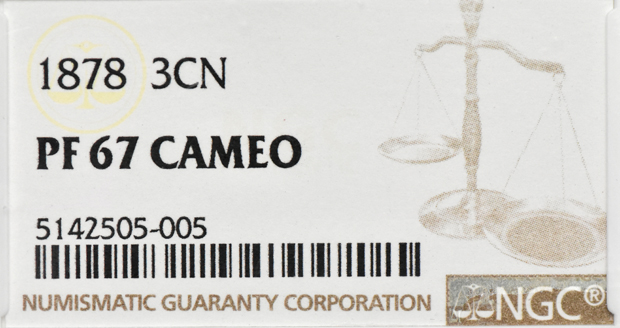 1878 3CN
PF 67 CAMEO
5142505-005
NUMISMATIC GUARANTY CORPORATION
NGC®